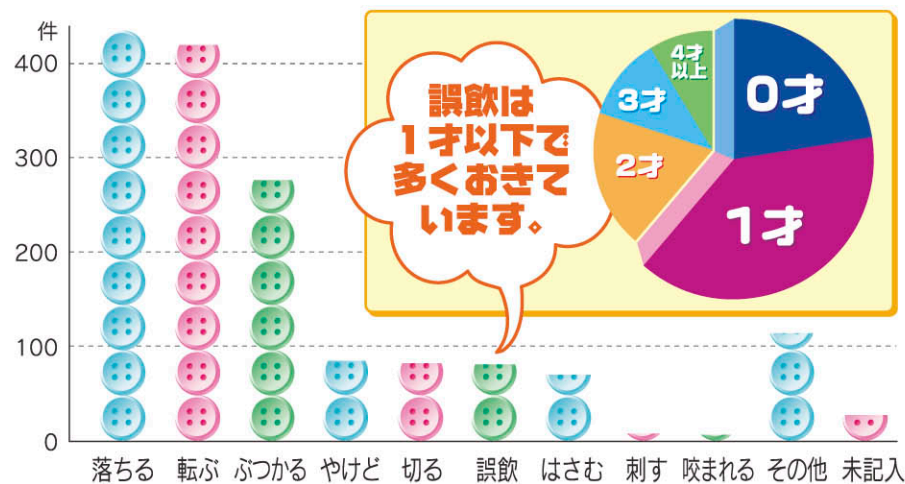 件
400
300
200
100
0
誤飲は
1才以下で
多くおきて
います。
0才
1才
2才
3才
4才
以上
落ちる
転ぶ
ぶつかる
やけど
切る
誤飲
はさむ
刺す
咬まれる
その他
未記入